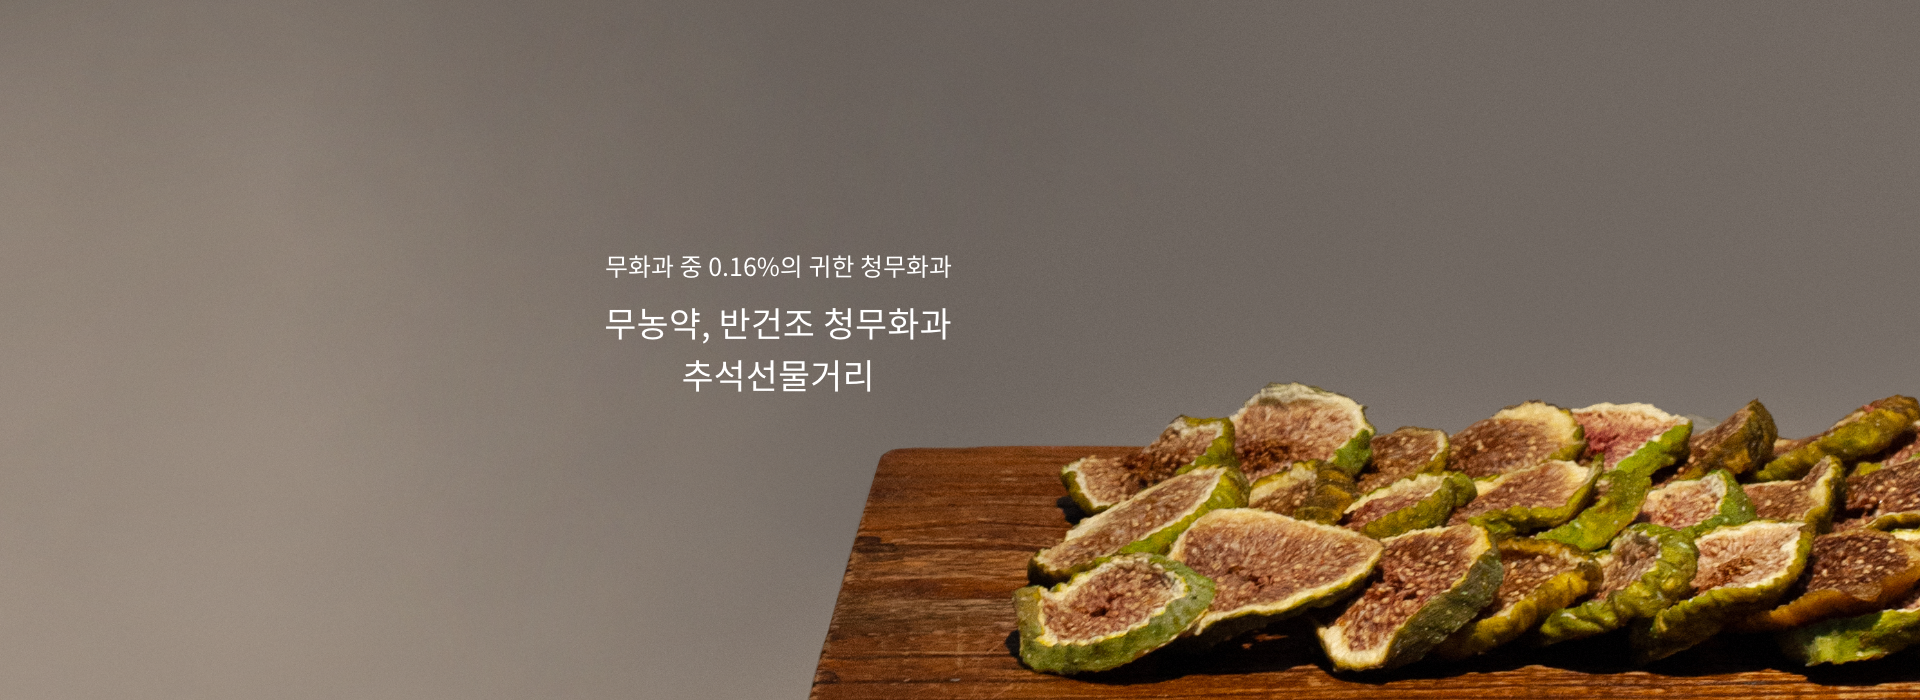 무화과 중 0.16%의 귀한 청무화과
무농약, 반건조 청무화과
추석선물거리